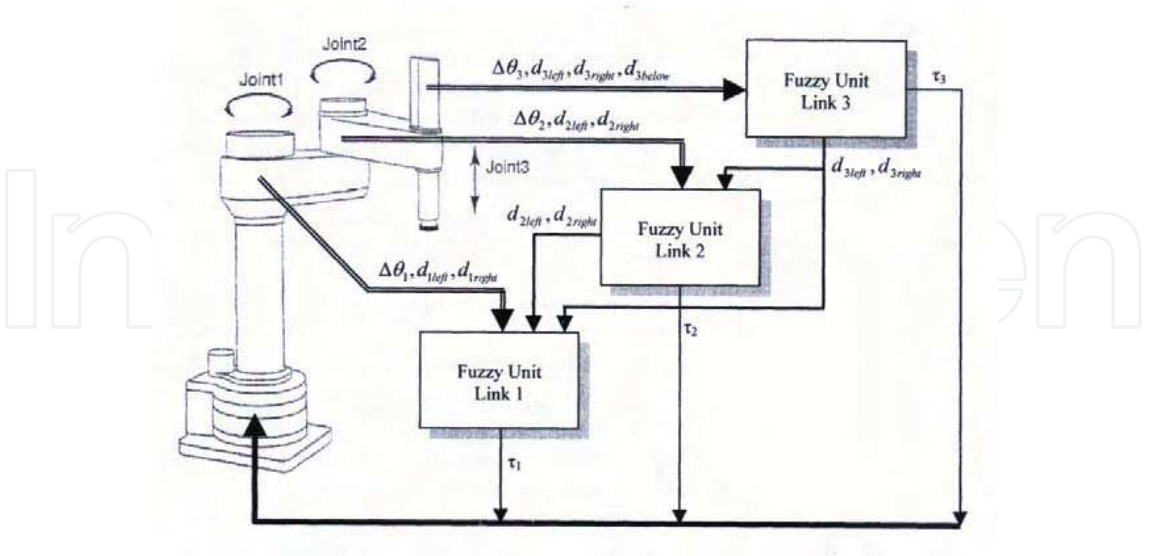 Joint1
Joint2
Joint3
Δθ₃, d₃left, d₃right, d₃below
Fuzzy Unit
Link 3
τ₃
Δθ₂, d₂left, d₂right
d₃left, d₃right
Fuzzy Unit
Link 2
d₂left, d₂right
τ₂
Δθ₁, d₁left, d₁right
Fuzzy Unit
Link 1
τ₁